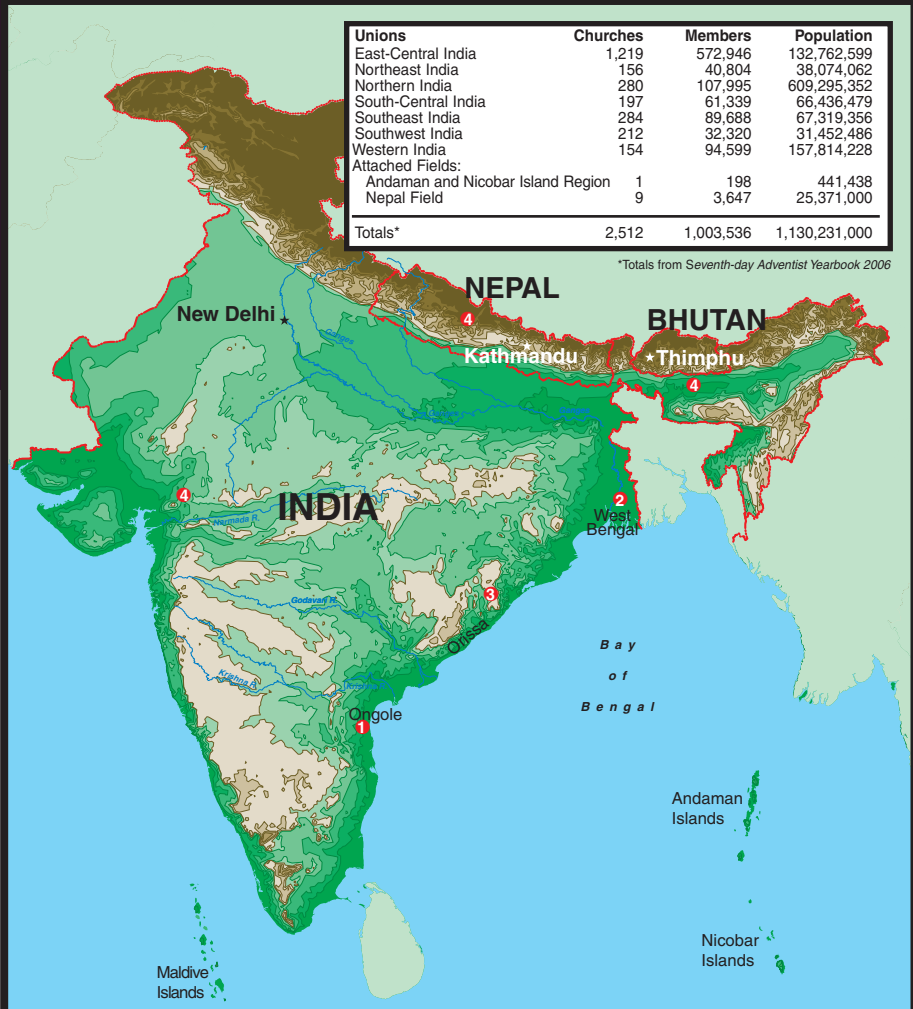 Unions Churches Members Population
East-Central India 1,219 572,946 132,762,599
Northeast India 156 40,804 38,074,062
Northern India 280 107,995 609,295,352
South-Central India 197 61,339 66,436,479
Southeast India 284 89,688 67,319,356
Southwest India 212 32,320 31,452,486
Western India 154 94,599 157,814,228
Attached Fields:
Andaman and Nicobar Island Region 1 198 441,438
Nepal Field 9 3,647 25,371,000
Totals* 2,512 1,003,536 1,130,231,000
*Totals from Seventh-day Adventist Yearbook 2006
NEPAL
4
BHUTAN
New Delhi
Ganges
Kathmandu
Thimphu
4
Ganges
4
INDIA
Narmada R.
2
West
Bengal
3
Godavari R.
Orissa
Bay
of
Bengal
Krishna R.
Ongole
1
Andaman
Islands
Nicobar
Islands
Maldive
Islands